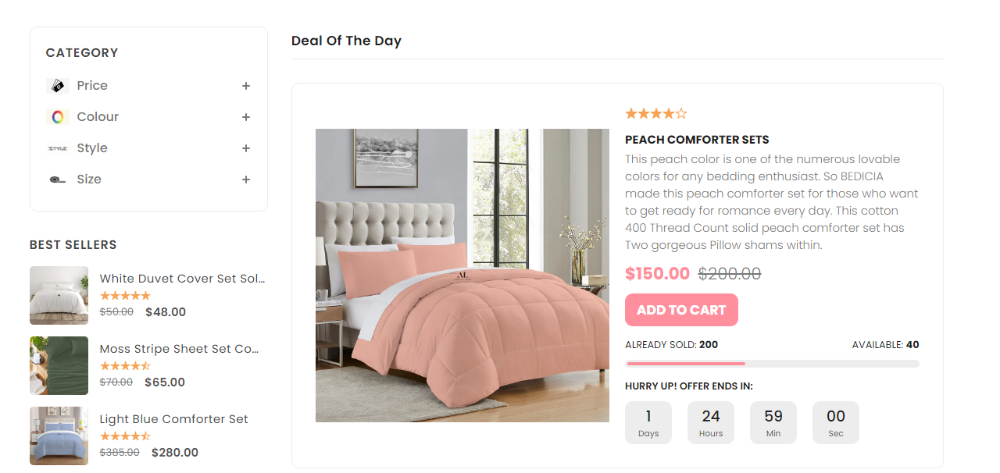 CATEGORY
Price +
Colour +
STYLE Style +
Size +
BEST SELLERS
White Duvet Cover Set Sol...
$50.00 $48.00
Moss Stripe Sheet Set Co...
$70.00 $65.00
Light Blue Comforter Set
$385.00 $280.00
Deal Of The Day
AL
PEACH COMFORTER SETS
This peach color is one of the numerous lovable
colors for any bedding enthusiast. So BEDICIA
made this peach comforter set for those who want
to get ready for romance every day. This cotton
400 Thread Count solid peach comforter set has
Two gorgeous Pillow shams within.
$150.00 $200.00
ADD TO CART
ALREADY SOLD: 200 AVAILABLE: 40
HURRY UP! OFFER ENDS IN:
1 24 59 00
Days Hours Min Sec